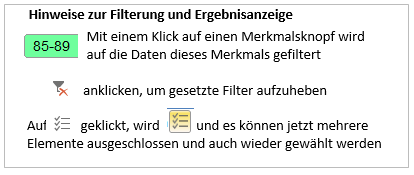 Hinweise zur Filterung und Ergebnisanzeige
85-89 Mit einem Klick auf einen Merkmalsknopf wird
auf die Daten dieses Merkmals gefiltert
anklicken, um gesetzte Filter aufzuheben
Auf geklickt, wird und es können jetzt mehrere
Elemente ausgeschlossen und auch wieder gewählt werden